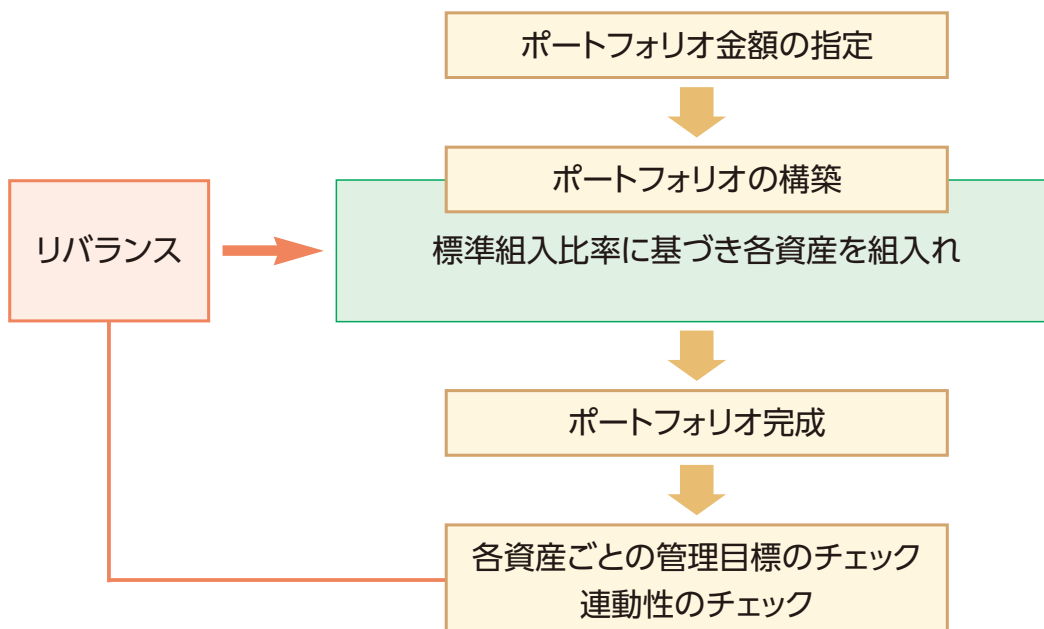 ポートフォリオ金額の指定
ポートフォリオの構築
リバランス
標準組入比率に基づき各資産を組入れ
ポートフォリオ完成
各資産ごとの管理目標のチェック
連動性のチェック